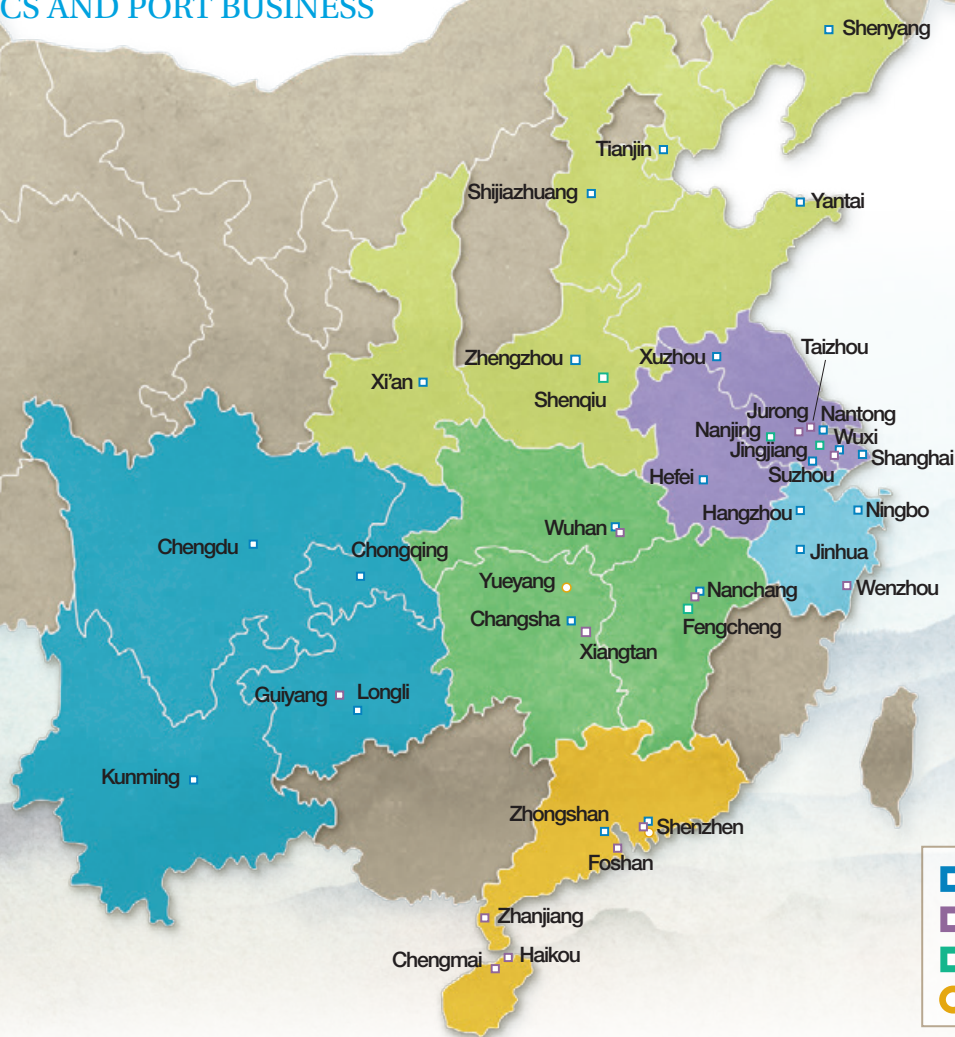 CS AND PORT BUSINESS
Shenyang
Tianjin
Shijiazhuang
Yantai
Taizhou
Zhengzhou
Xuzhou
Xi'an
Shenqiu
Jurong
Nantong
Nanjing
Wuxi
Jingjiang
Shanghai
Suzhou
Hefei
Hangzhou
Ningbo
Wuhan
Chengdu
Chongqing
Jinhua
Yueyang
Nanchang
Wenzhou
Changsha
Fengcheng
Xiangtan
Guiyang
Longli
Kunming
Zhongshan
Shenzhen
Foshan
Zhanjiang
Chengmai
Haikou